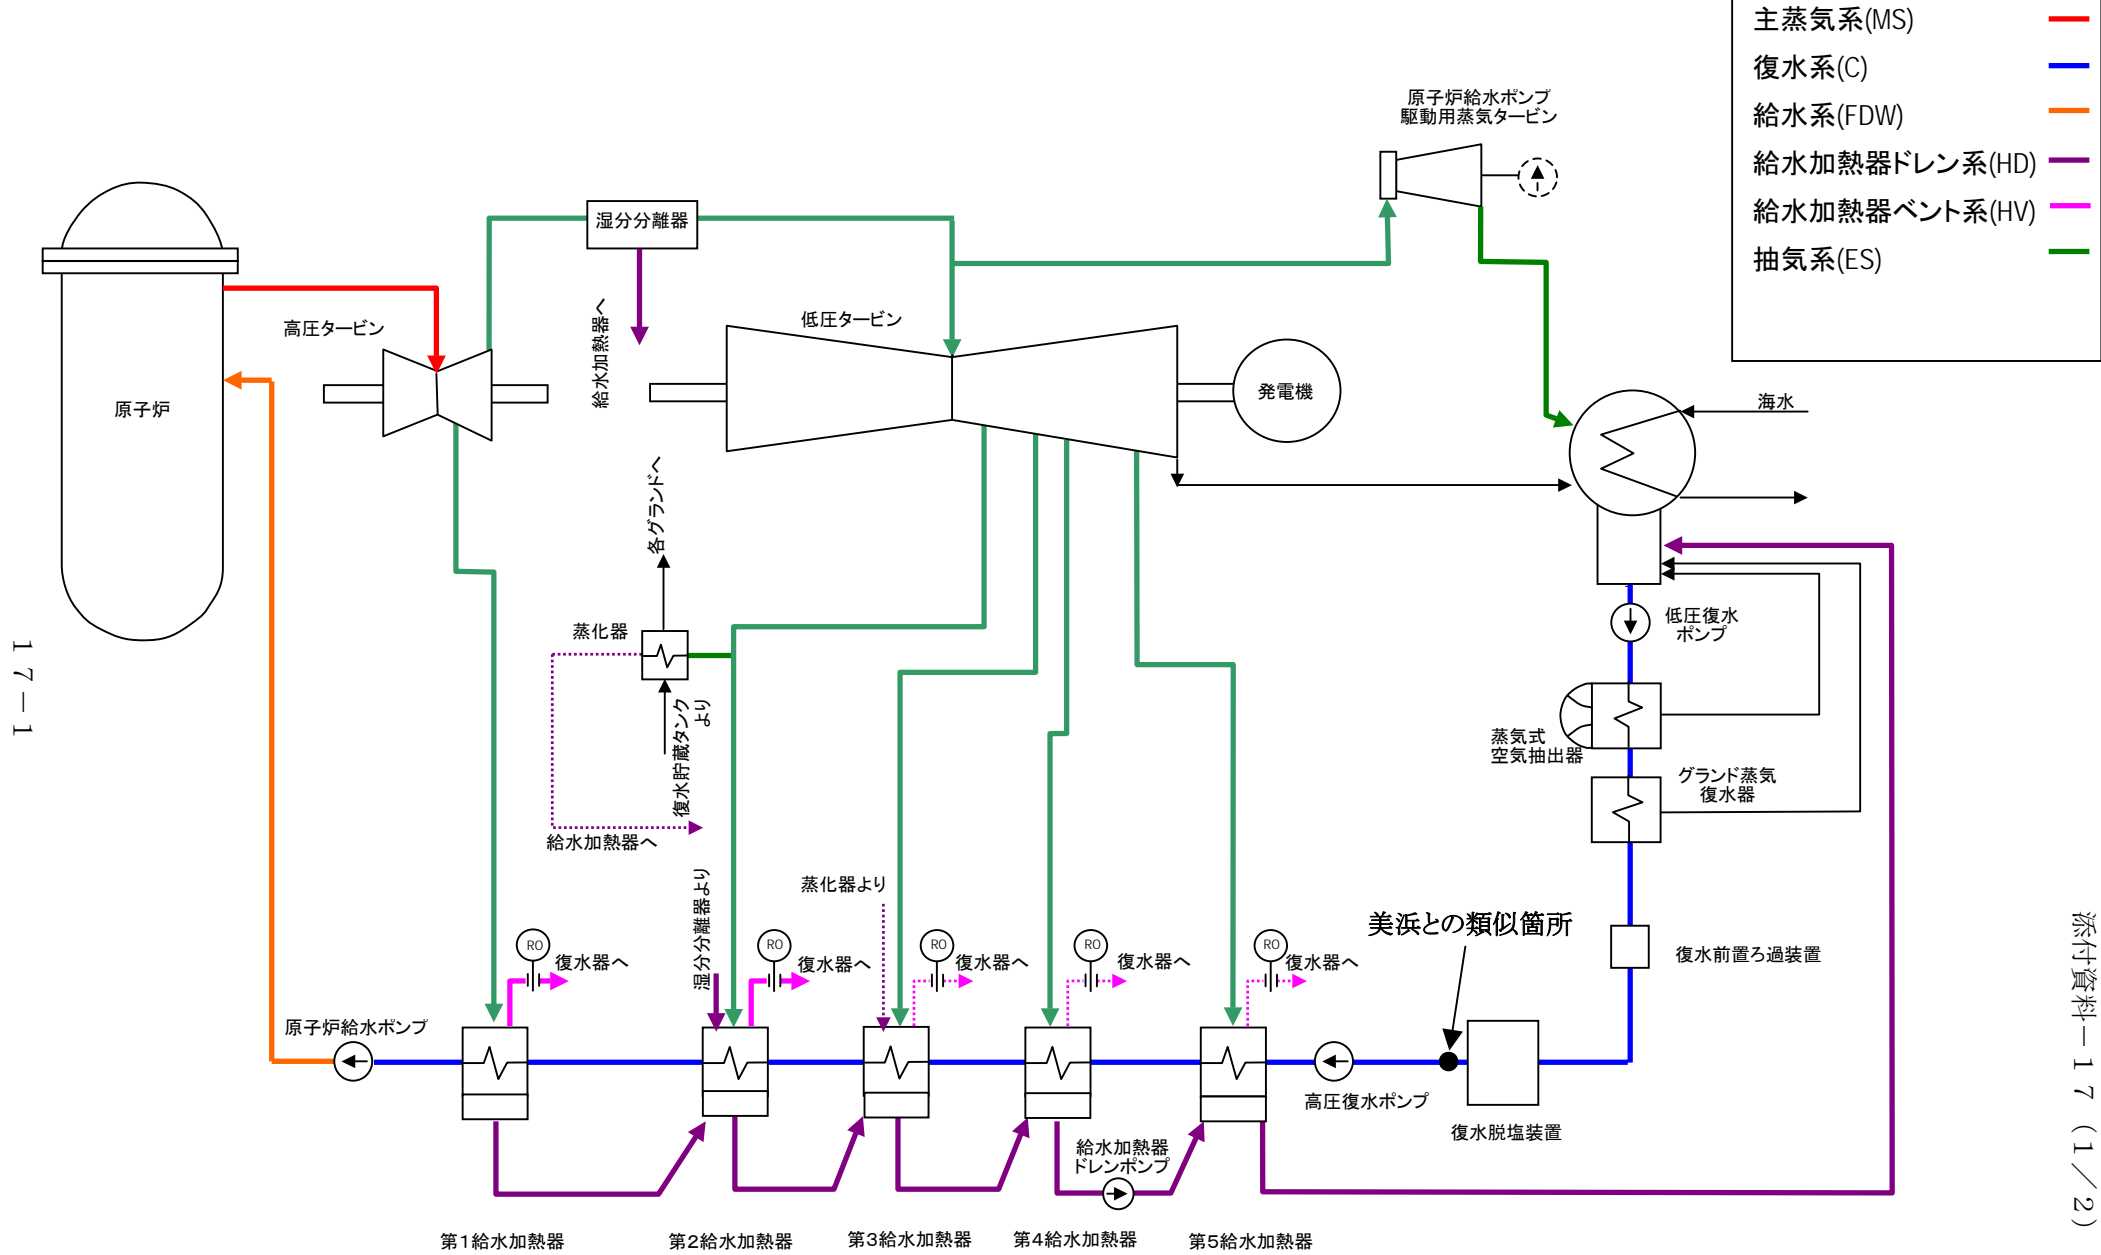 主蒸気系(MS)
復水系(C)
給水系(FDW)
給水加熱器ドレン系(HD)
給水加熱器ベント系(HV)
抽気系(ES)
原子炉給水ポンプ
駆動用蒸気タービン
湿分分離器
給水加熱器へ
高圧タービン
低圧タービン
原子炉
発電機
海水
各グランドへ
蒸化器
復水貯蔵タンク
より
給水加熱器へ
低圧復水
ポンプ
蒸気式
空気抽出器
グランド蒸気
復水器
復水前置ろ過装置
美浜との類似箇所
湿分分離器より
蒸化器より
RO
復水器へ
RO
復水器へ
RO
復水器へ
RO
復水器へ
RO
復水器へ
原子炉給水ポンプ
高圧復水ポンプ
復水脱塩装置
給水加熱器
ドレンポンプ
第1給水加熱器
第2給水加熱器
第3給水加熱器
第4給水加熱器
第5給水加熱器
17－1
添付資料－17（1／2）